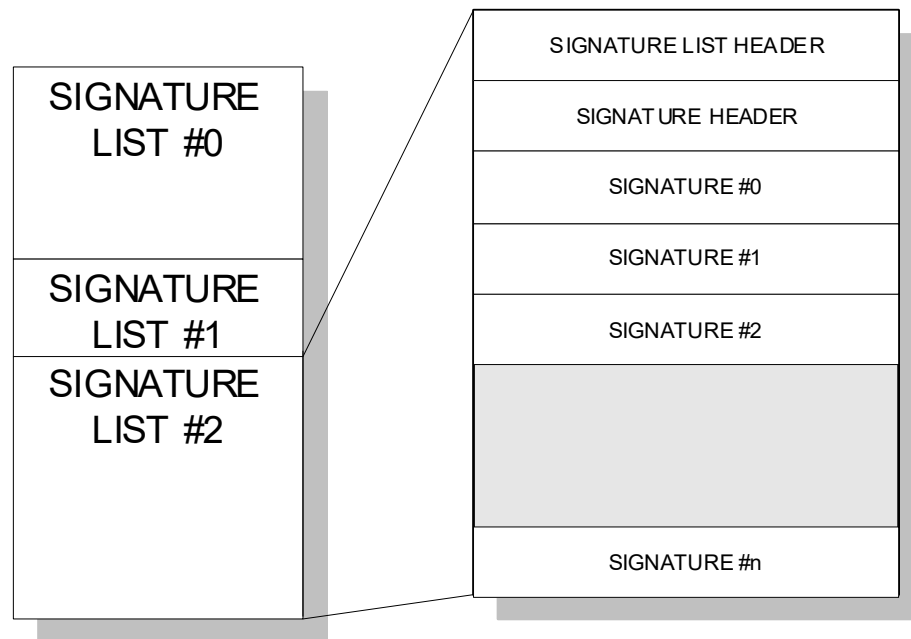 SIGNATURE
LIST #0
SIGNATURE
LIST #1
SIGNATURE
LIST #2
SIGNATURE LIST HEADER
SIGNATURE HEADER
SIGNATURE #0
SIGNATURE #1
SIGNATURE #2
SIGNATURE #n